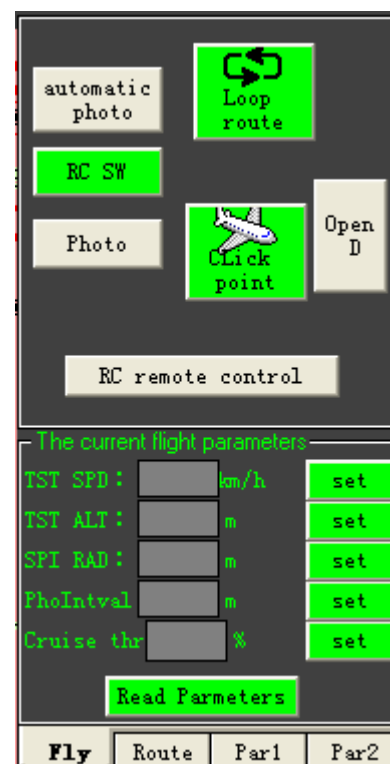 automatic
photo
Loop
route
RC SW
Photo
CLick
point
Open
D
RC remote control
The current flight parameters
TST SPD: km/h set
TST ALT: m set
SPI RAD: m set
PhoIntval m set
Cruise thr % set
Read Parmeters
Fly Route Par1 Par2